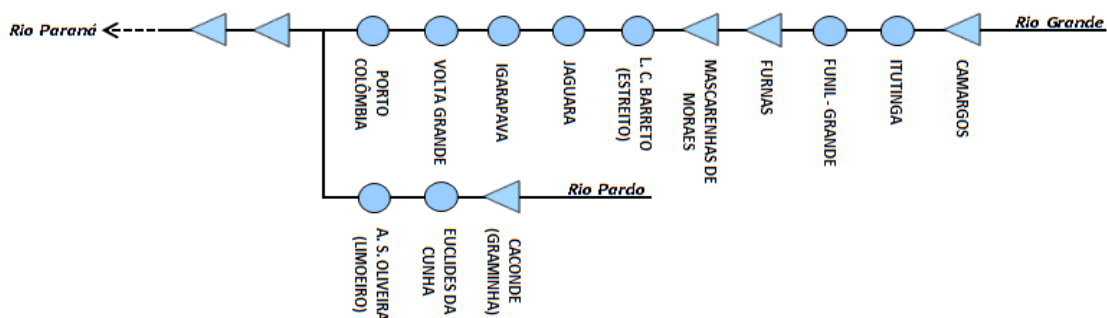 Rio Grande
Rio Paraná
PORTO
COLÔMBIA
VOLTA GRANDE
IGARAPAVA
JAGUARA
L. C. BARRETO
(ESTREITO)
MASCARENHAS DE
MORAES
FURNAS
FUNIL - GRANDE
ITUTINGA
CAMARGOS
Rio Pardo
A. S. OLIVEIRA
(LIMOEIRO)
EUCLIDES DA
CUNHA
CACONDE
(GRAMINHA)